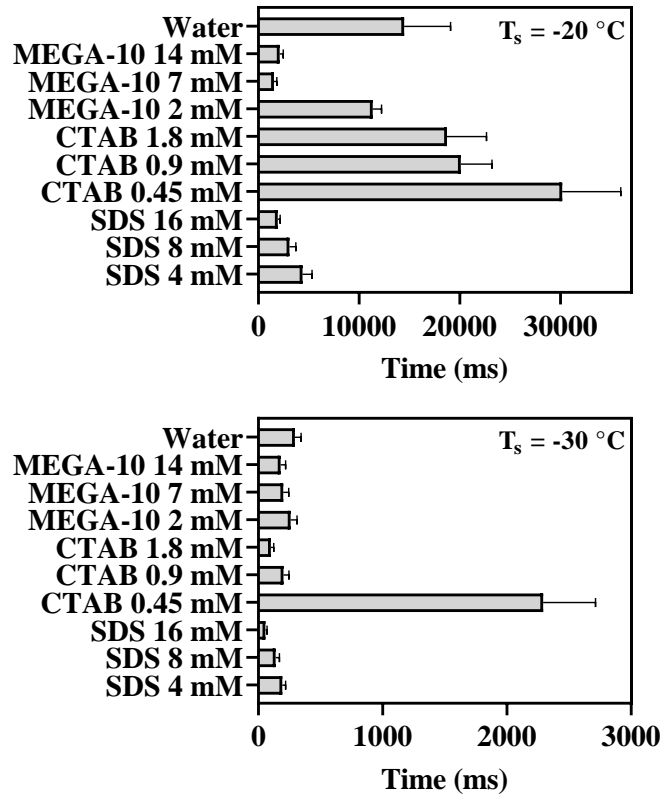 Water
T_s = -20 °C
MEGA-10 14 mM
MEGA-10 7 mM
MEGA-10 2 mM
CTAB 1.8 mM
CTAB 0.9 mM
CTAB 0.45 mM
SDS 16 mM
SDS 8 mM
SDS 4 mM
0 10000 20000 30000
Time (ms)
Water
T_s = -30 °C
MEGA-10 14 mM
MEGA-10 7 mM
MEGA-10 2 mM
CTAB 1.8 mM
CTAB 0.9 mM
CTAB 0.45 mM
SDS 16 mM
SDS 8 mM
SDS 4 mM
0 1000 2000 3000
Time (ms)